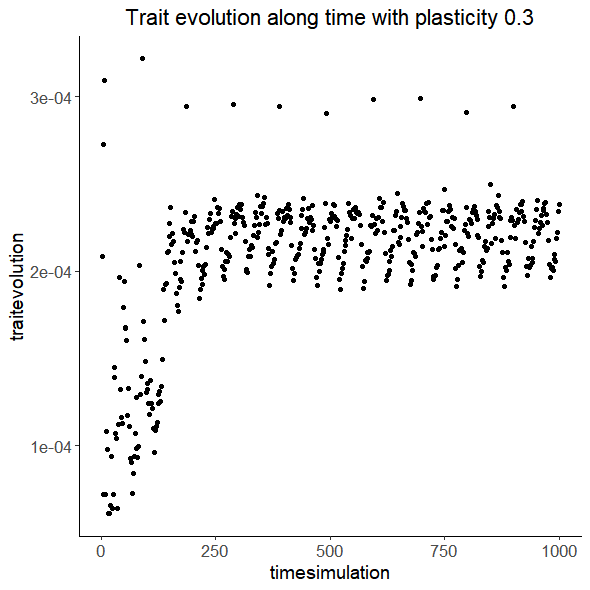 Trait evolution along time with plasticity 0.3
3e-04
2e-04
1e-04
traitevolution
0 250 500 750 1000
timesimulation